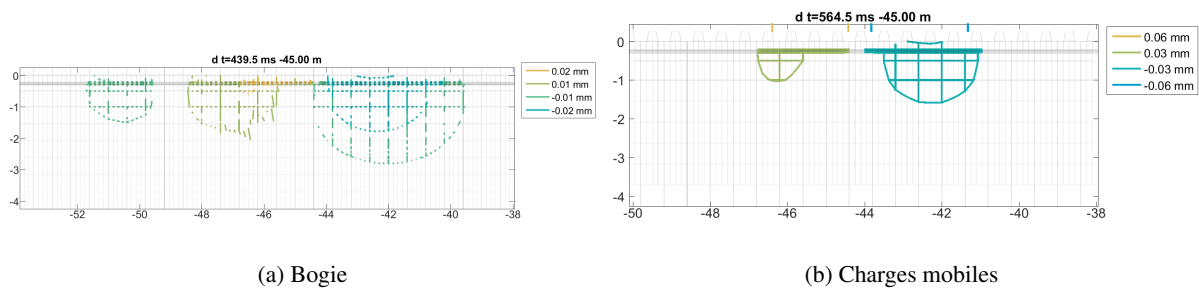 d t=439.5 ms -45.00 m
0
-1
-2
-3
-4
-52 -50 -48 -46 -44 -42 -40 -38
0.02 mm
0.01 mm
-0.01 mm
-0.02 mm
(a) Bogie
d t=564.5 ms -45.00 m
0
-1
-2
-3
-4
-50 -48 -46 -44 -42 -40 -38
0.06 mm
0.03 mm
-0.03 mm
-0.06 mm
(b) Charges mobiles